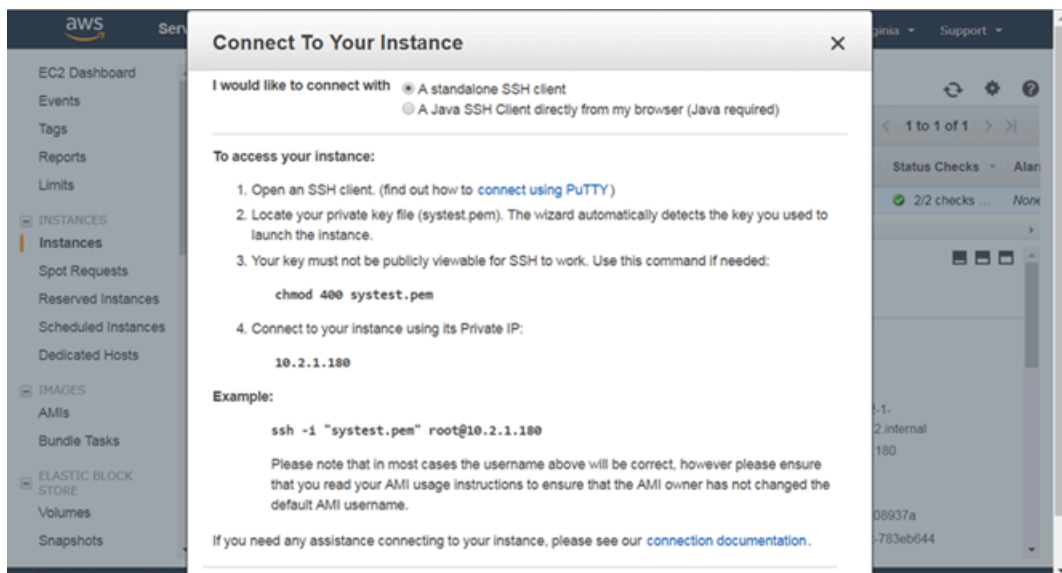 aws
Serv
ginia
Support
Connect To Your Instance
I would like to connect with
A standalone SSH client
A Java SSH Client directly from my browser (Java required)
To access your instance:
1. Open an SSH client. (find out how to connect using PuTTY)
2. Locate your private key file (systest.pem). The wizard automatically detects the key you used to
launch the instance.
3. Your key must not be publicly viewable for SSH to work. Use this command if needed:
chmod 400 systest.pem
4. Connect to your instance using its Private IP:
10.2.1.180
Example:
ssh -i "systest.pem" root@10.2.1.180
Please note that in most cases the username above will be correct, however please ensure
that you read your AMI usage instructions to ensure that the AMI owner has not changed the
default AMI username.
If you need any assistance connecting to your instance, please see our connection documentation.
EC2 Dashboard
Events
Tags
Reports
Limits
INSTANCES
Instances
Spot Requests
Reserved Instances
Scheduled Instances
Dedicated Hosts
IMAGES
AMIs
Bundle Tasks
ELASTIC BLOCK
STORE
Volumes
Snapshots
1 to 1 of 1
Status Checks
Alar
2/2 checks ...
None
2-1-
2.internal
.180
08937a
-783eb644